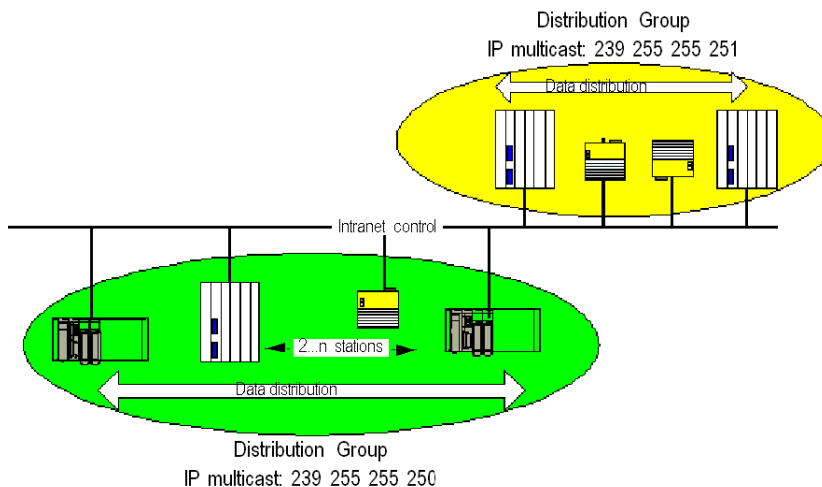 Distribution Group
IP multicast: 239 255 255 251
Data distribution
Intranet control
2...n stations
Data distribution
Distribution Group
IP multicast: 239 255 255 250